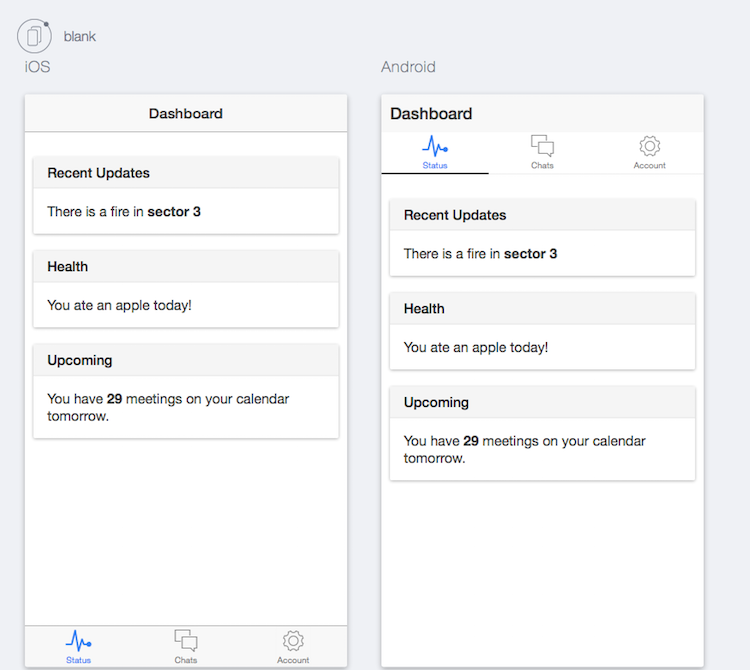 blank
iOS
Dashboard
Recent Updates
There is a fire in sector 3
Health
You ate an apple today!
Upcoming
You have 29 meetings on your calendar
tomorrow.
Status
Chats
Account
Android
Dashboard
Status
Chats
Account
Recent Updates
There is a fire in sector 3
Health
You ate an apple today!
Upcoming
You have 29 meetings on your calendar
tomorrow.